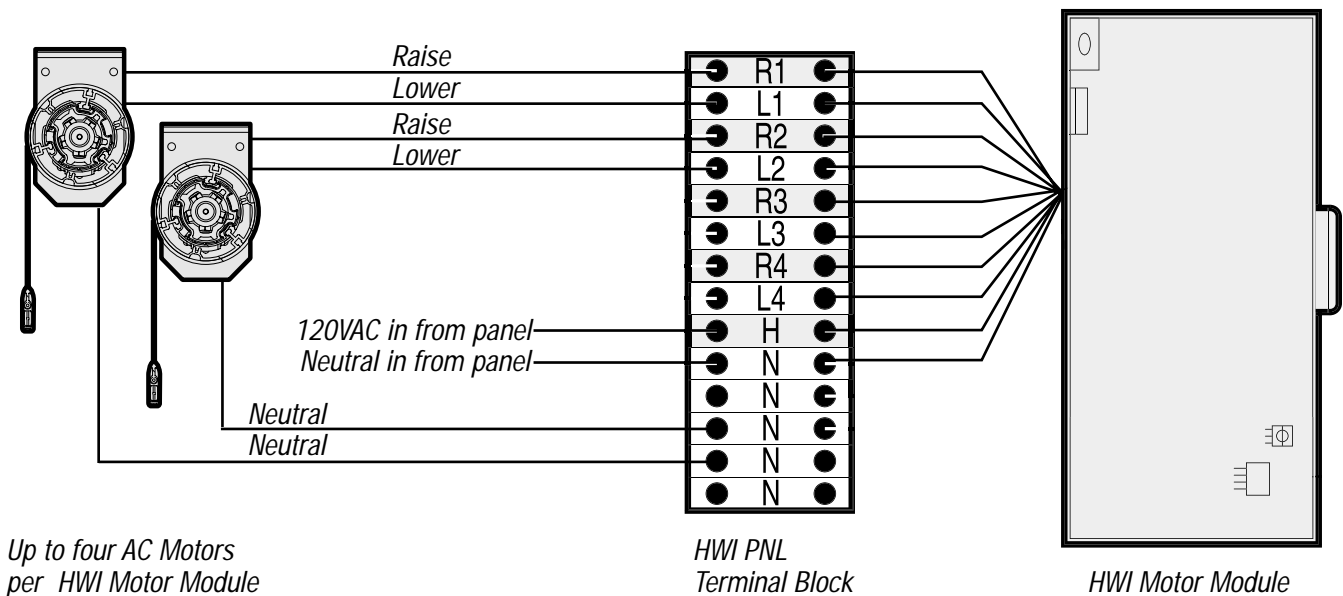 Raise
Lower
Raise
Lower
R1
L1
R2
L2
R3
L3
R4
L4
120VAC in from panel
H
Neutral in from panel
N
N
Neutral
N
Neutral
N
N
Up to four AC Motors
per HWI Motor Module
HWI PNL
Terminal Block
HWI Motor Module